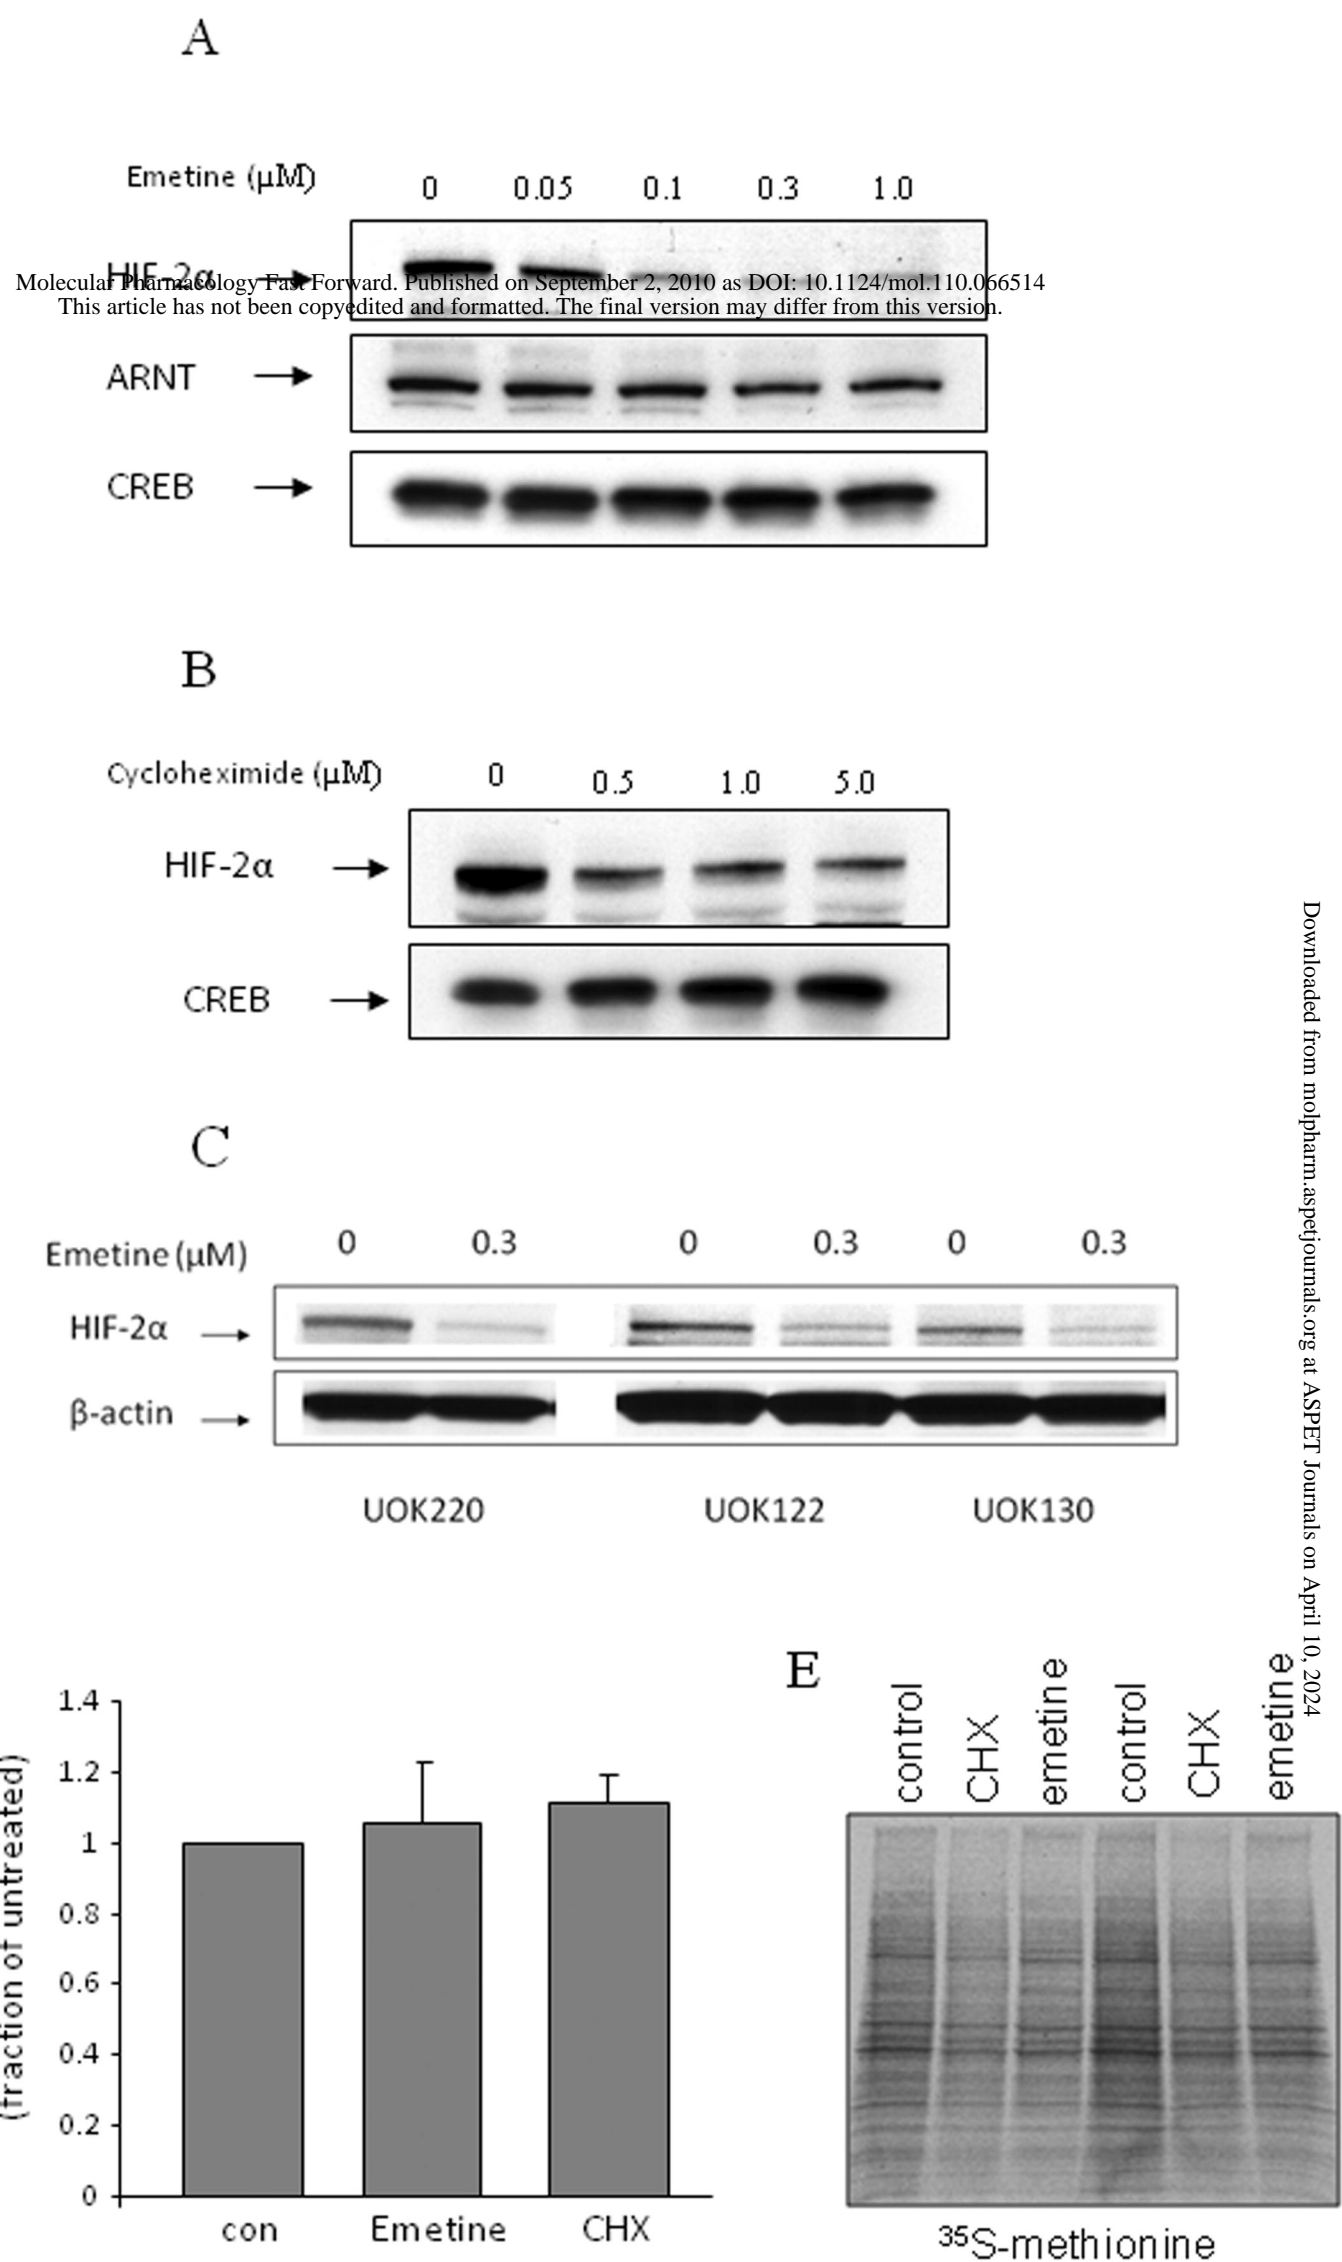 A
Emetine (µM) 0 0.05 0.1 0.3 1.0
HIF-2α
Molecular Pharmacology Fast Forward. Published on September 2, 2010 as DOI: 10.1124/mol.110.066514
This article has not been copyedited and formatted. The final version may differ from this version.
ARNT
CREB
B
Cycloheximide (µM) 0 0.5 1.0 5.0
HIF-2α
CREB
C
Emetine (µM) 0 0.3 0 0.3 0 0.3
HIF-2α
β-actin
UOK220 UOK122 UOK130
(fraction of untreated)
1.4
1.2
1
0.8
0.6
0.4
0.2
0
con Emetine CHX
E
control CHX emetine control CHX emetine
35S-methionine
Downloaded from molpharm.aspetjournals.org at ASPET Journals on April 10, 2024